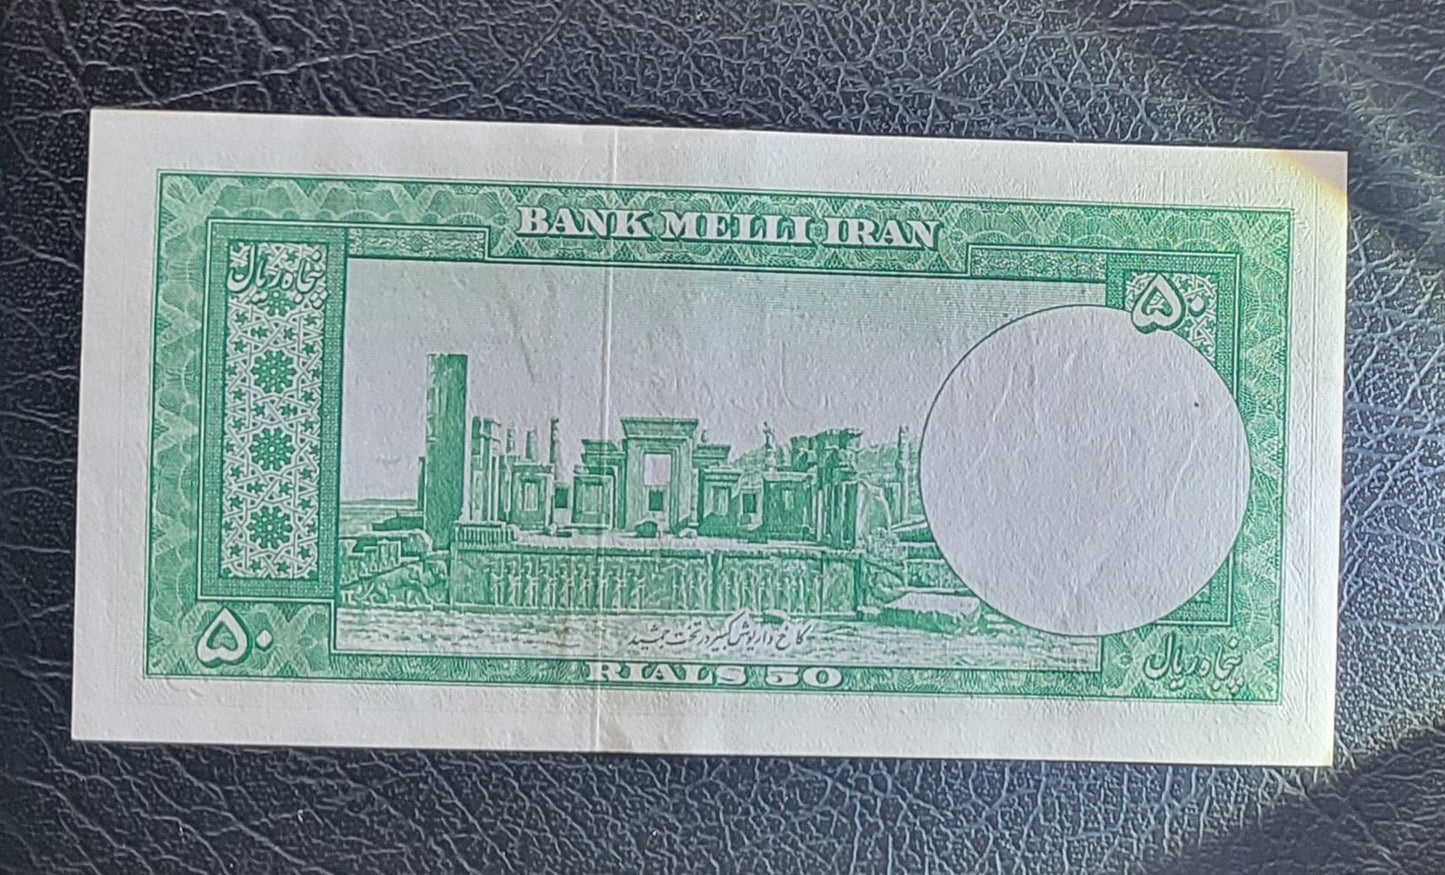 BANK MELLI IRAN
پنجاه ریال
۵۰
کاخ داریوش کبیر در تخت جمشید
۵۰
RIALS 50
پنجاه ریال